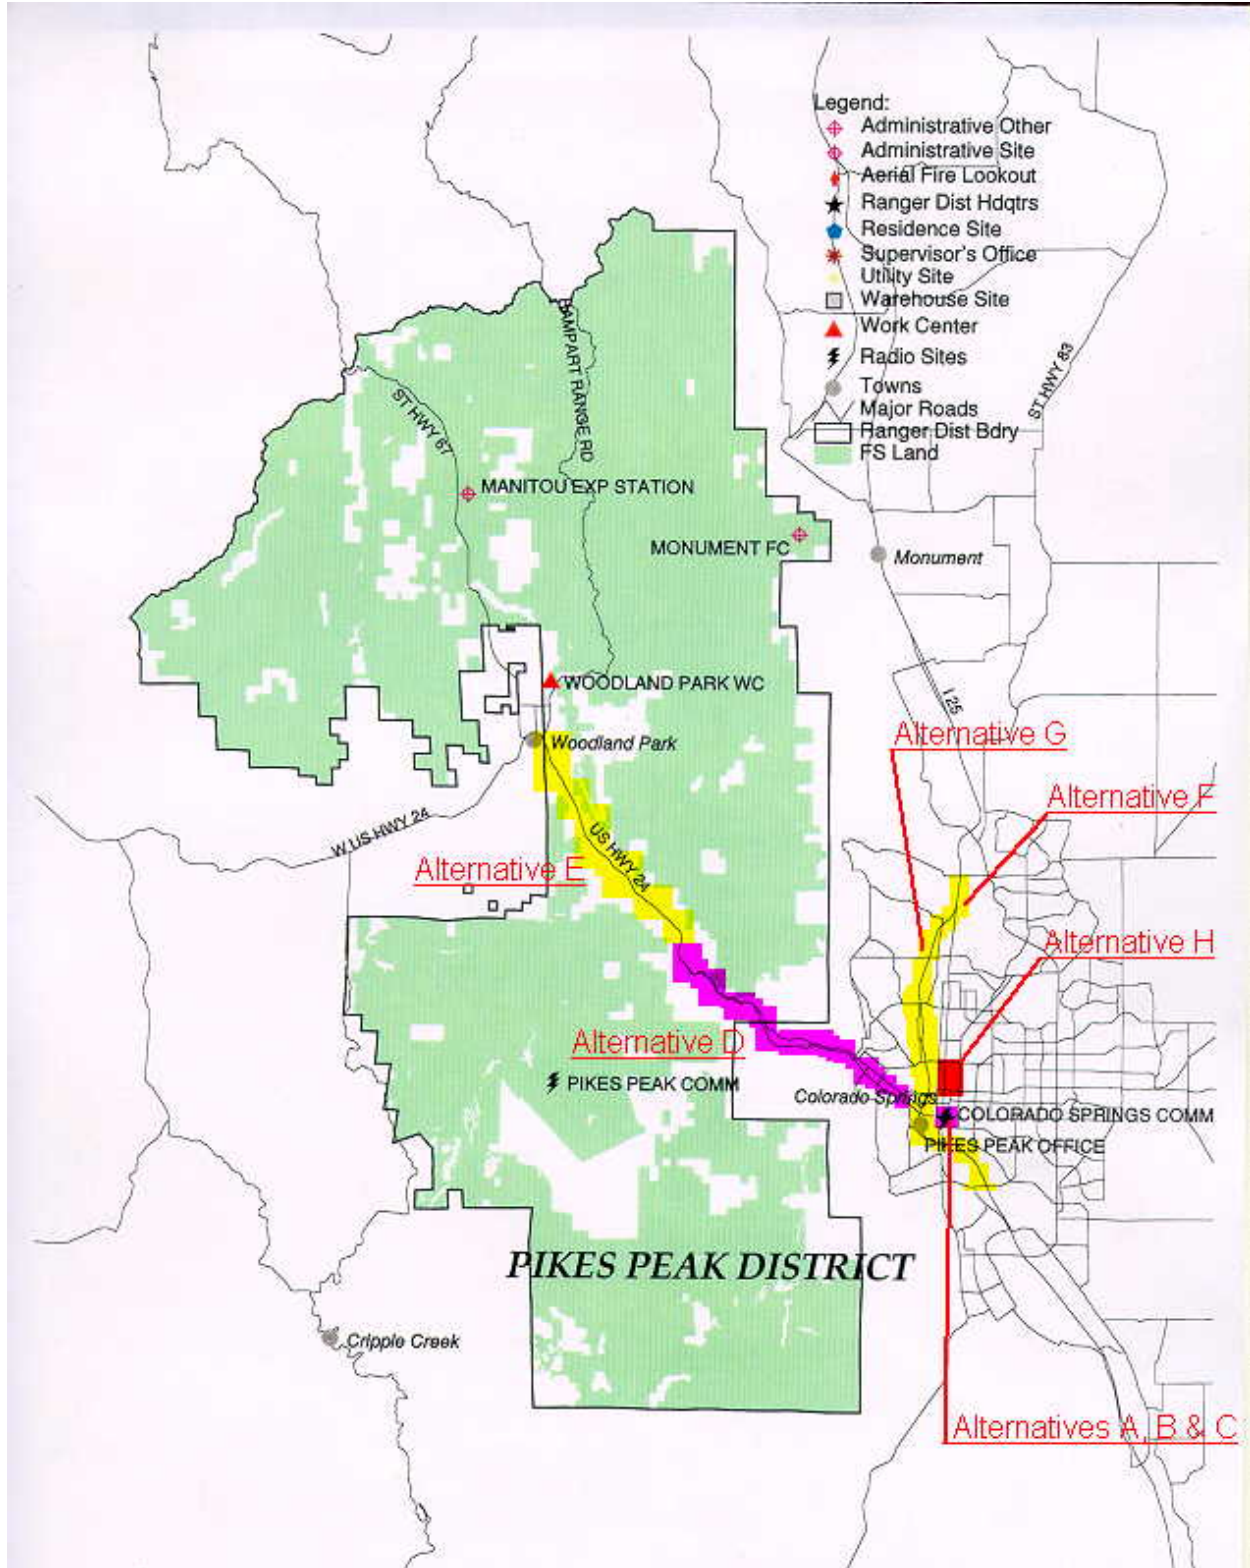 Legend:
Administrative Other
Administrative Site
Aerial Fire Lookout
Ranger Dist Hdqtrs
Residence Site
Supervisor's Office
Utility Site
Warehouse Site
Work Center
Radio Sites
Towns
Major Roads
Ranger Dist Bdry
FS Land
RAMPART RANGE RD
ST HWY 83
ST HWY 67
MANITOU EXP STATION
MONUMENT FC
Monument
WOODLAND PARK WC
I 25
Alternative G
Woodland Park
Alternative F
W US HWY 24
US HWY 24
Alternative E
Alternative H
Alternative D
PIKES PEAK COMM
Colorado Springs
COLORADO SPRINGS COMM
PIKES PEAK OFFICE
PIKES PEAK DISTRICT
Cripple Creek
Alternatives A, B & C